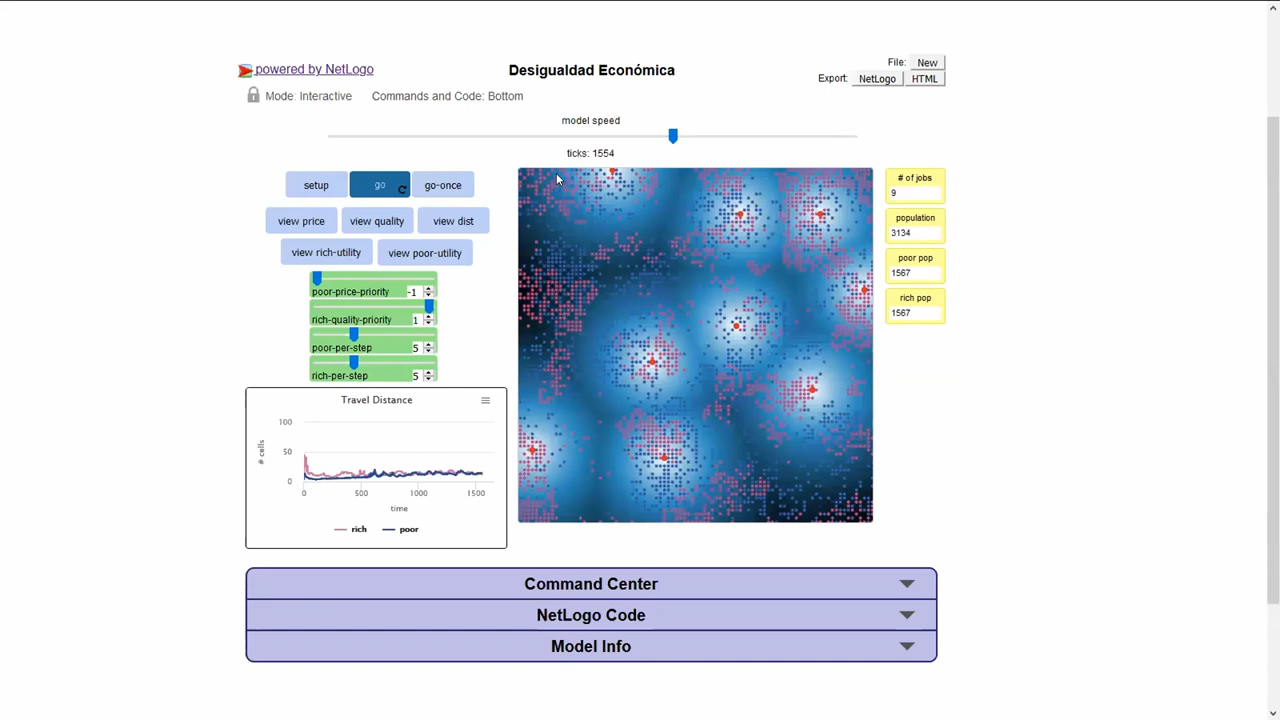 powered by NetLogo
Desigualdad Económica
File: New
Export: NetLogo HTML
Mode: Interactive
Commands and Code: Bottom
model speed
ticks: 1554
setup
go
go-once
view price
view quality
view dist
view rich-utility
view poor-utility
poor-price-priority -1
rich-quality-priority 1
poor-per-step 5
rich-per-step 5
# of jobs
9
population
3134
poor pop
1567
rich pop
1567
Travel Distance
100
50
0
# cells
0 500 1000 1500
time
rich poor
Command Center
NetLogo Code
Model Info